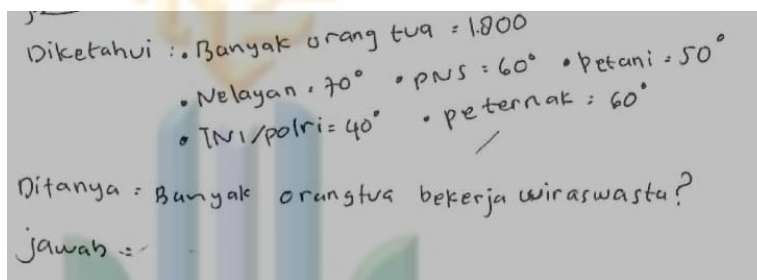 Diketahui : • Banyak orang tua = 1.800
• Nelayan = 70° • PNS = 60° • Petani = 50°
• TNI/polri = 40° • peternak = 60°
Ditanya = Banyak orangtua bekerja wiraswasta?
jawab =